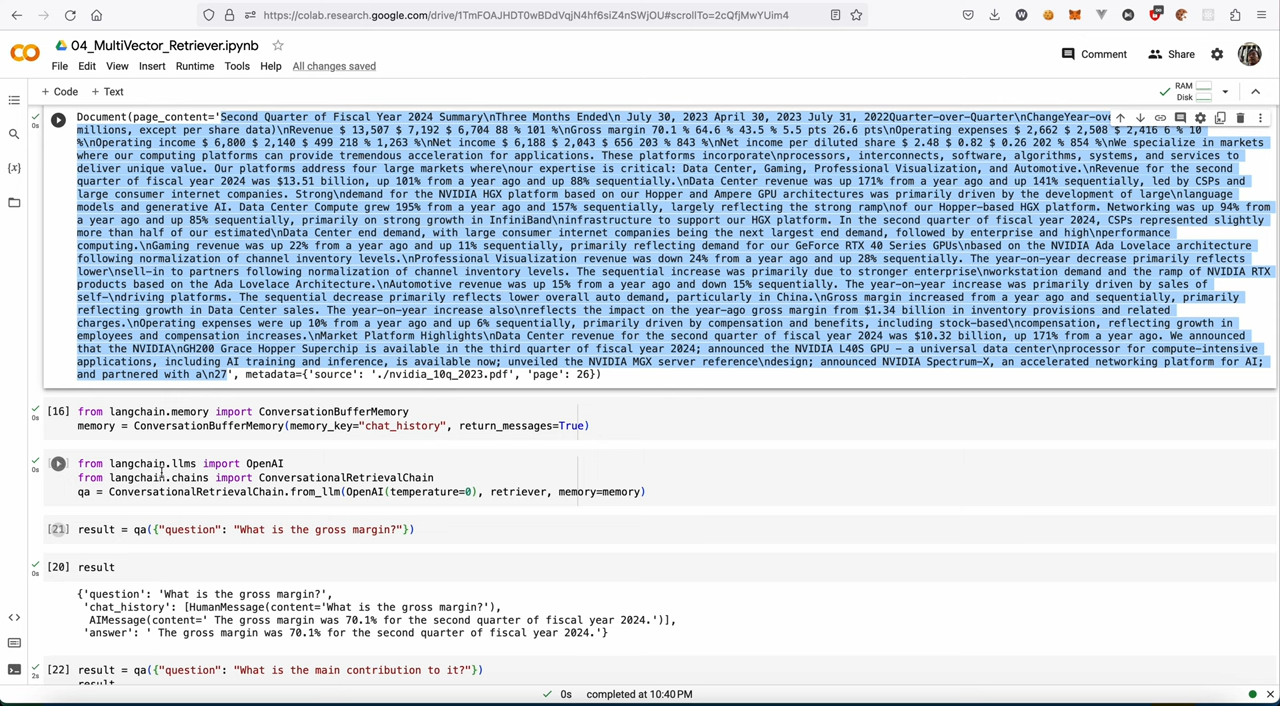 https://colab.research.google.com/drive/1TmFOAJHDT0wBDdVqjN4hf6siZ4nSWjOU#scrollTo=2cQfjMwYUim4
04_MultiVector_Retriever.ipynb
Comment
Share
File Edit View Insert Runtime Tools Help All changes saved
+ Code + Text
RAM
Disk
Document(page_content='Second Quarter of Fiscal Year 2024 Summary\nThree Months Ended\n July 30, 2023 April 30, 2023 July 31, 2022Quarter-over-Quarter\nChangeYear-ov
millions, except per share data)\nRevenue $ 13,507 $ 7,192 $ 6,704 88 % 101 %\nGross margin 70.1 % 64.6 % 43.5 % 5.5 pts 26.6 pts\nOperating expenses $ 2,662 $ 2,508 $ 2,416 6 % 10
%\nOperating income $ 6,800 $ 2,140 $ 499 218 % 1,263 %\nNet income $ 6,188 $ 2,043 $ 656 203 % 843 %\nNet income per diluted share $ 2.48 $ 0.82 $ 0.26 202 % 854 %\nWe specialize in markets
where our computing platforms can provide tremendous acceleration for applications. These platforms incorporate\nprocessors, interconnects, software, algorithms, systems, and services to
deliver unique value. Our platforms address four large markets where\nour expertise is critical: Data Center, Gaming, Professional Visualization, and Automotive.\nRevenue for the second
quarter of fiscal year 2024 was $13.51 billion, up 101% from a year ago and up 88% sequentially.\nData Center revenue was up 171% from a year ago and up 141% sequentially, led by CSPs and
large consumer internet companies. Strong\ndemand for the NVIDIA HGX platform based on our Hopper and Ampere GPU architectures was primarily driven by the development of large\nlanguage
models and generative AI. Data Center Compute grew 195% from a year ago and 157% sequentially, largely reflecting the strong ramp\nof our Hopper-based HGX platform. Networking was up 94% from
a year ago and up 85% sequentially, primarily on strong growth in InfiniBand\ninfrastructure to support our HGX platform. In the second quarter of fiscal year 2024, CSPs represented slightly
more than half of our estimated\nData Center end demand, with large consumer internet companies being the next largest end demand, followed by enterprise and high\nperformance
computing.\nGaming revenue was up 22% from a year ago and up 11% sequentially, primarily reflecting demand for our GeForce RTX 40 Series GPUs\nbased on the NVIDIA Ada Lovelace architecture
following normalization of channel inventory levels.\nProfessional Visualization revenue was down 24% from a year ago and up 28% sequentially. The year-on-year decrease primarily reflects
lower\nsell-in to partners following normalization of channel inventory levels. The sequential increase was primarily due to stronger enterprise\nworkstation demand and the ramp of NVIDIA RTX
products based on the Ada Lovelace Architecture.\nAutomotive revenue was up 15% from a year ago and down 15% sequentially. The year-on-year increase was primarily driven by sales of
self-\ndriving platforms. The sequential decrease primarily reflects lower overall auto demand, particularly in China.\nGross margin increased from a year ago and sequentially, primarily
reflecting growth in Data Center sales. The year-on-year increase also\nreflects the impact on the year-ago gross margin from $1.34 billion in inventory provisions and related
charges.\nOperating expenses were up 10% from a year ago and up 6% sequentially, primarily driven by compensation and benefits, including stock-based\ncompensation, reflecting growth in
employees and compensation increases.\nMarket Platform Highlights\nData Center revenue for the second quarter of fiscal year 2024 was $10.32 billion, up 171% from a year ago. We announced
that the NVIDIA\nGH200 Grace Hopper Superchip is available in the third quarter of fiscal year 2024; announced the NVIDIA L40S GPU – a universal data center\nprocessor for compute-intensive
applications, including AI training and inference, is available now; unveiled the NVIDIA MGX server reference\ndesign; announced NVIDIA Spectrum-X, an accelerated networking platform for AI;
and partnered with a\n27', metadata={'source': './nvidia_10q_2023.pdf', 'page': 26})
0s
[16] from langchain.memory import ConversationBufferMemory
memory = ConversationBufferMemory(memory_key="chat_history", return_messages=True)
0s
from langchain.llms import OpenAI
from langchain.chains import ConversationalRetrievalChain
qa = ConversationalRetrievalChain.from_llm(OpenAI(temperature=0), retriever, memory=memory)
0s
[21] result = qa({"question": "What is the gross margin?"})
[20] result
0s
{'question': 'What is the gross margin?',
'chat_history': [HumanMessage(content='What is the gross margin?'),
AIMessage(content=' The gross margin was 70.1% for the second quarter of fiscal year 2024.')],
'answer': ' The gross margin was 70.1% for the second quarter of fiscal year 2024.'}
[22] result = qa({"question": "What is the main contribution to it?"})
2s
result
0s completed at 10:40 PM